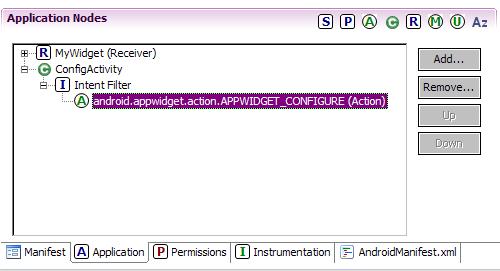 Application Nodes
S P A C R M U Az
R MyWidget (Receiver)
C ConfigActivity
I Intent Filter
A android.appwidget.action.APPWIDGET_CONFIGURE (Action)
Add...
Remove...
Up
Down
Manifest A Application P Permissions I Instrumentation AndroidManifest.xml